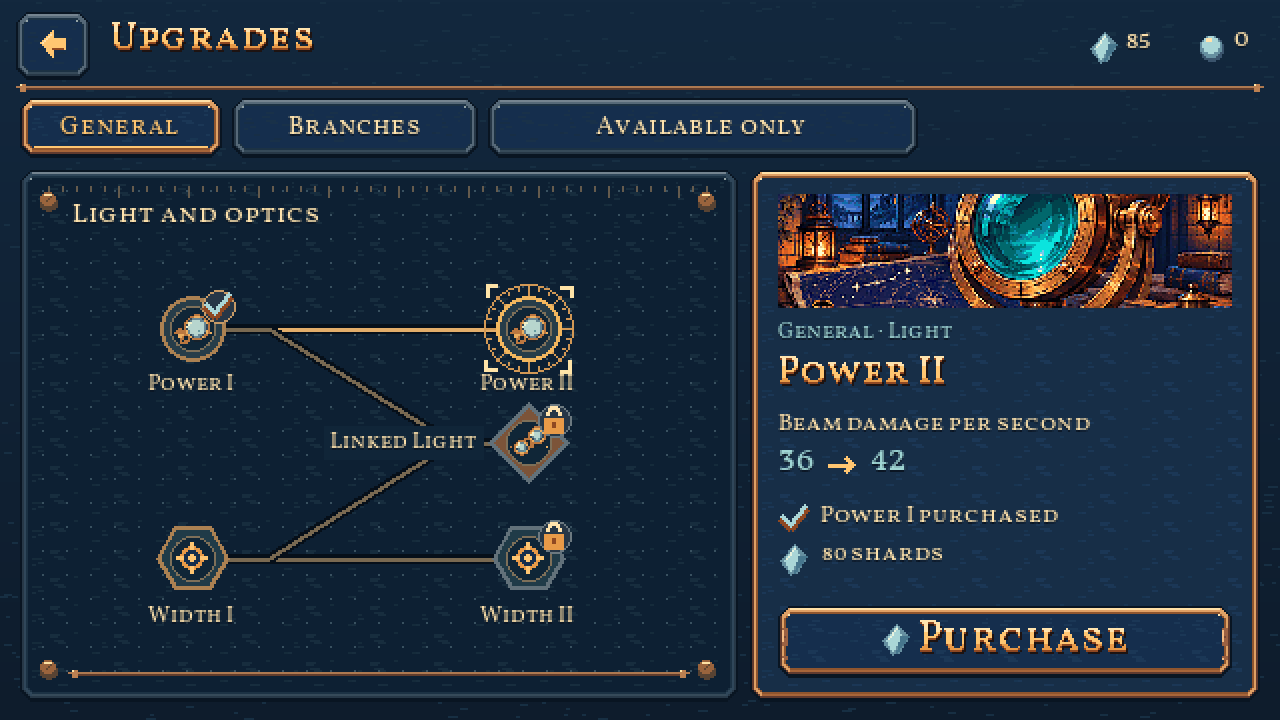 Upgrades
85
0
General
Branches
Available only
Light and optics
Power I
Power II
Linked Light
Width I
Width II
General · Light
Power II
Beam damage per second
36 → 42
Power I purchased
80 shards
Purchase